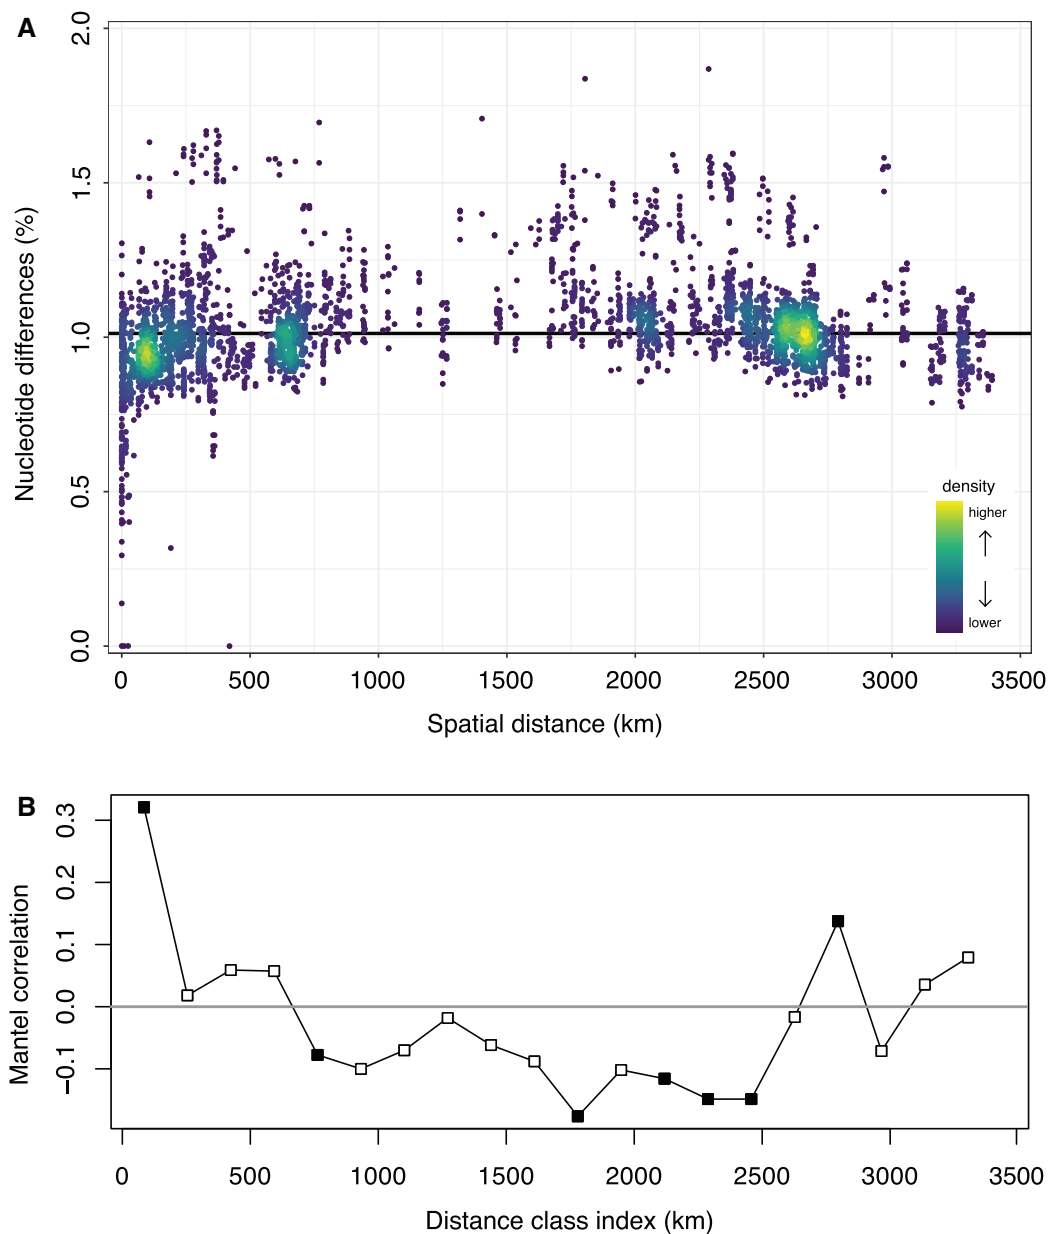 A
2.0
1.5
1.0
0.5
0.0
Nucleotide differences (%)
density
higher
lower
0 500 1000 1500 2000 2500 3000 3500
Spatial distance (km)
B
0.3
0.2
0.1
0.0
−0.1
Mantel correlation
0 500 1000 1500 2000 2500 3000 3500
Distance class index (km)